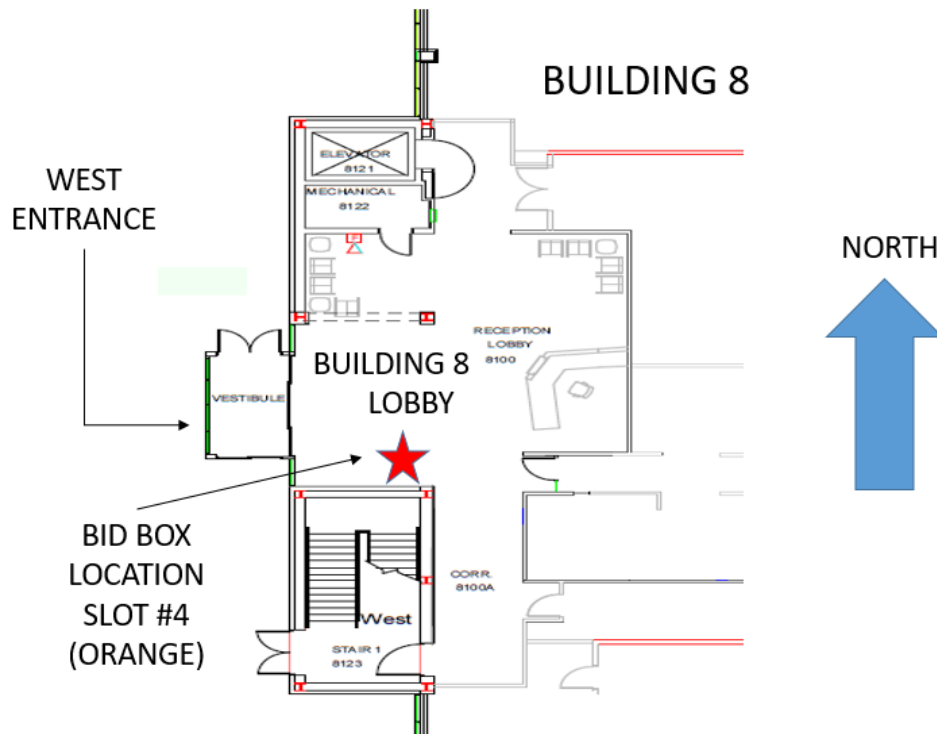 BUILDING 8
ELEVATOR
8121
MECHANICAL
8122
WEST
ENTRANCE
NORTH
F
RECEPTION
LOBBY
8100
BUILDING 8
LOBBY
VESTIBULE
BID BOX
LOCATION
SLOT #4
(ORANGE)
CORR.
8100A
West
STAIR 1
8123